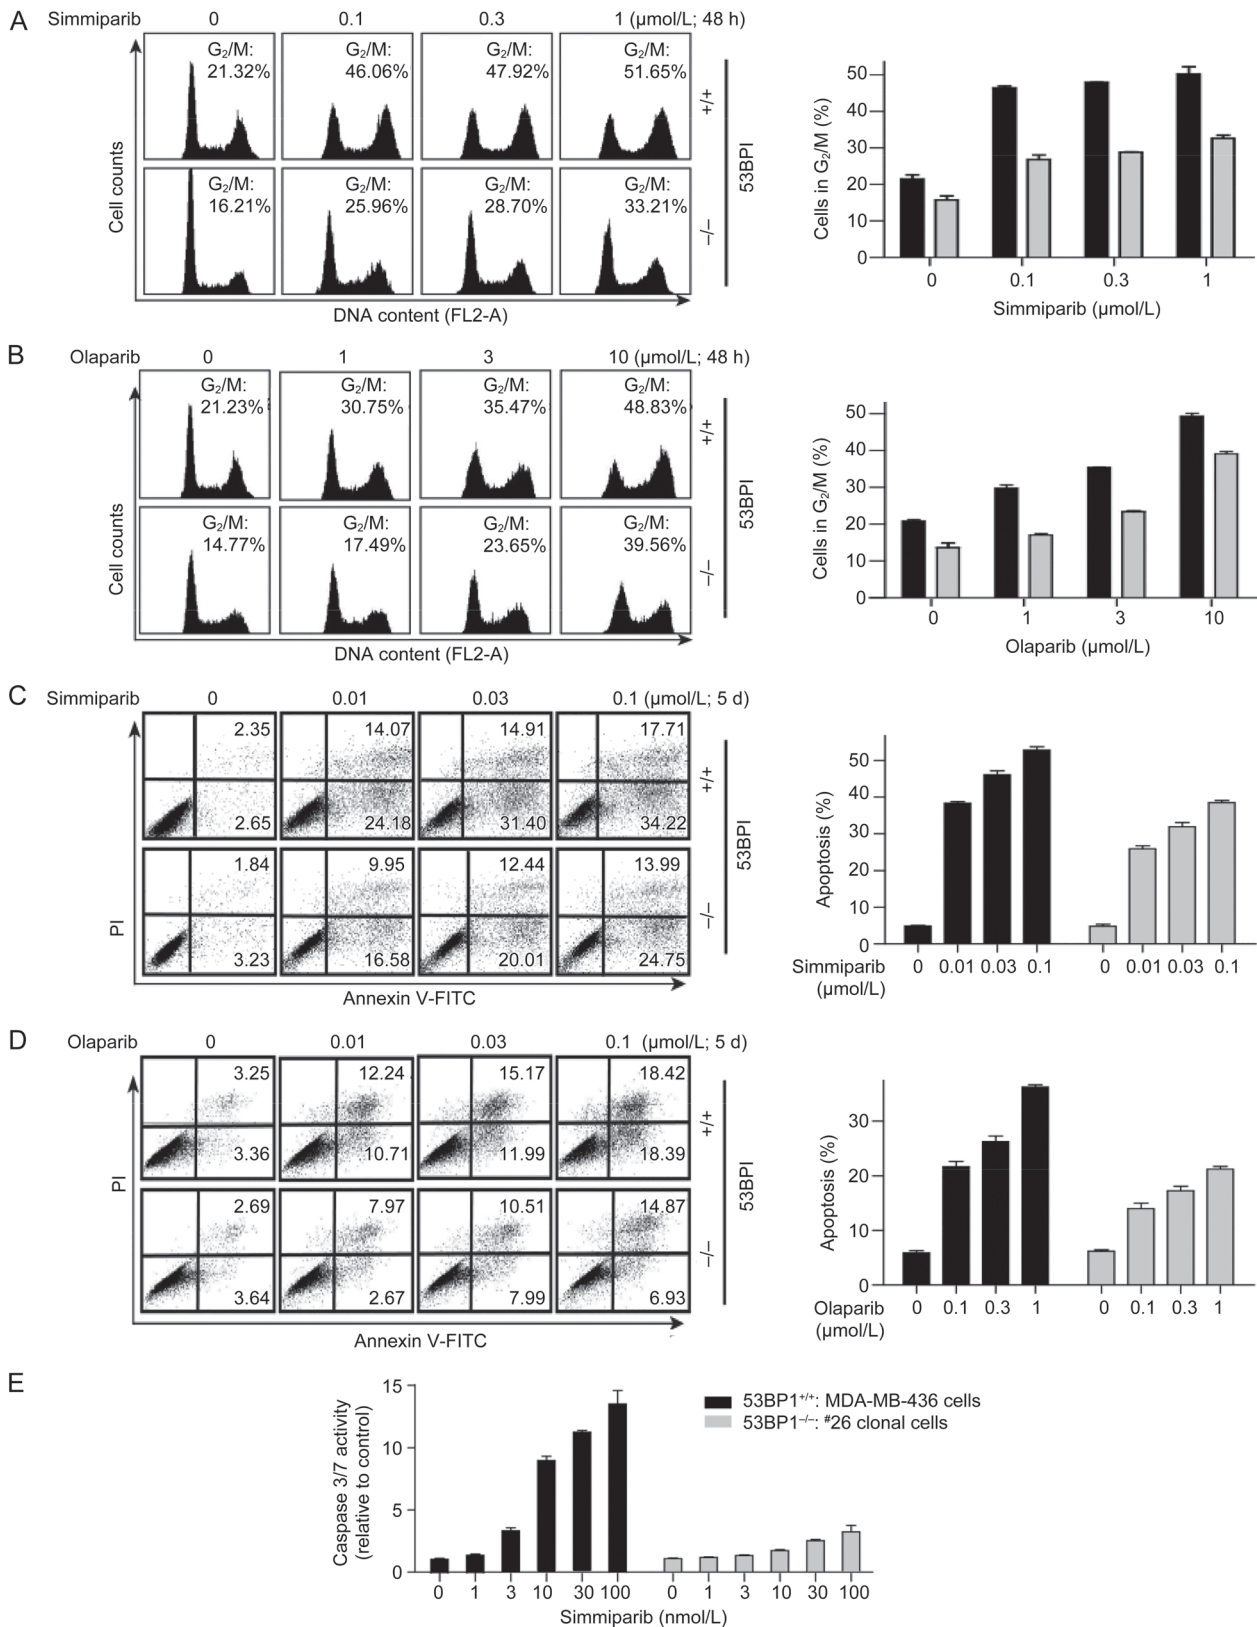 A
Simmiparib 0 0.1 0.3 1 (µmol/L; 48 h)
G2/M: G2/M: G2/M: G2/M:
21.32% 46.06% 47.92% 51.65%
+/+
G2/M: G2/M: G2/M: G2/M:
16.21% 25.96% 28.70% 33.21%
–/–
53BPI
Cell counts
DNA content (FL2-A)
Cells in G2/M (%)
50
40
30
20
10
0
0 0.1 0.3 1
Simmiparib (µmol/L)
B
Olaparib 0 1 3 10 (µmol/L; 48 h)
G2/M: G2/M: G2/M: G2/M:
21.23% 30.75% 35.47% 48.83%
+/+
G2/M: G2/M: G2/M: G2/M:
14.77% 17.49% 23.65% 39.56%
–/–
53BPI
Cell counts
DNA content (FL2-A)
Cells in G2/M (%)
50
40
30
20
10
0
0 1 3 10
Olaparib (µmol/L)
C
Simmiparib 0 0.01 0.03 0.1 (µmol/L; 5 d)
2.35 14.07 14.91 17.71
2.65 24.18 31.40 34.22
+/+
1.84 9.95 12.44 13.99
3.23 16.58 20.01 24.75
–/–
53BPI
PI
Annexin V-FITC
Apoptosis (%)
50
40
30
20
10
0
Simmiparib 0 0.01 0.03 0.1 0 0.01 0.03 0.1
(µmol/L)
D
Olaparib 0 0.01 0.03 0.1 (µmol/L; 5 d)
3.25 12.24 15.17 18.42
3.36 10.71 11.99 18.39
+/+
2.69 7.97 10.51 14.87
3.64 2.67 7.99 6.93
–/–
53BPI
PI
Annexin V-FITC
Apoptosis (%)
30
20
10
0
Olaparib 0 0.1 0.3 1 0 0.1 0.3 1
(µmol/L)
E
Caspase 3/7 activity
(relative to control)
15
10
5
0
0 1 3 10 30 100 0 1 3 10 30 100
Simmiparib (nmol/L)
53BP1+/+: MDA-MB-436 cells
53BP1–/–: #26 clonal cells